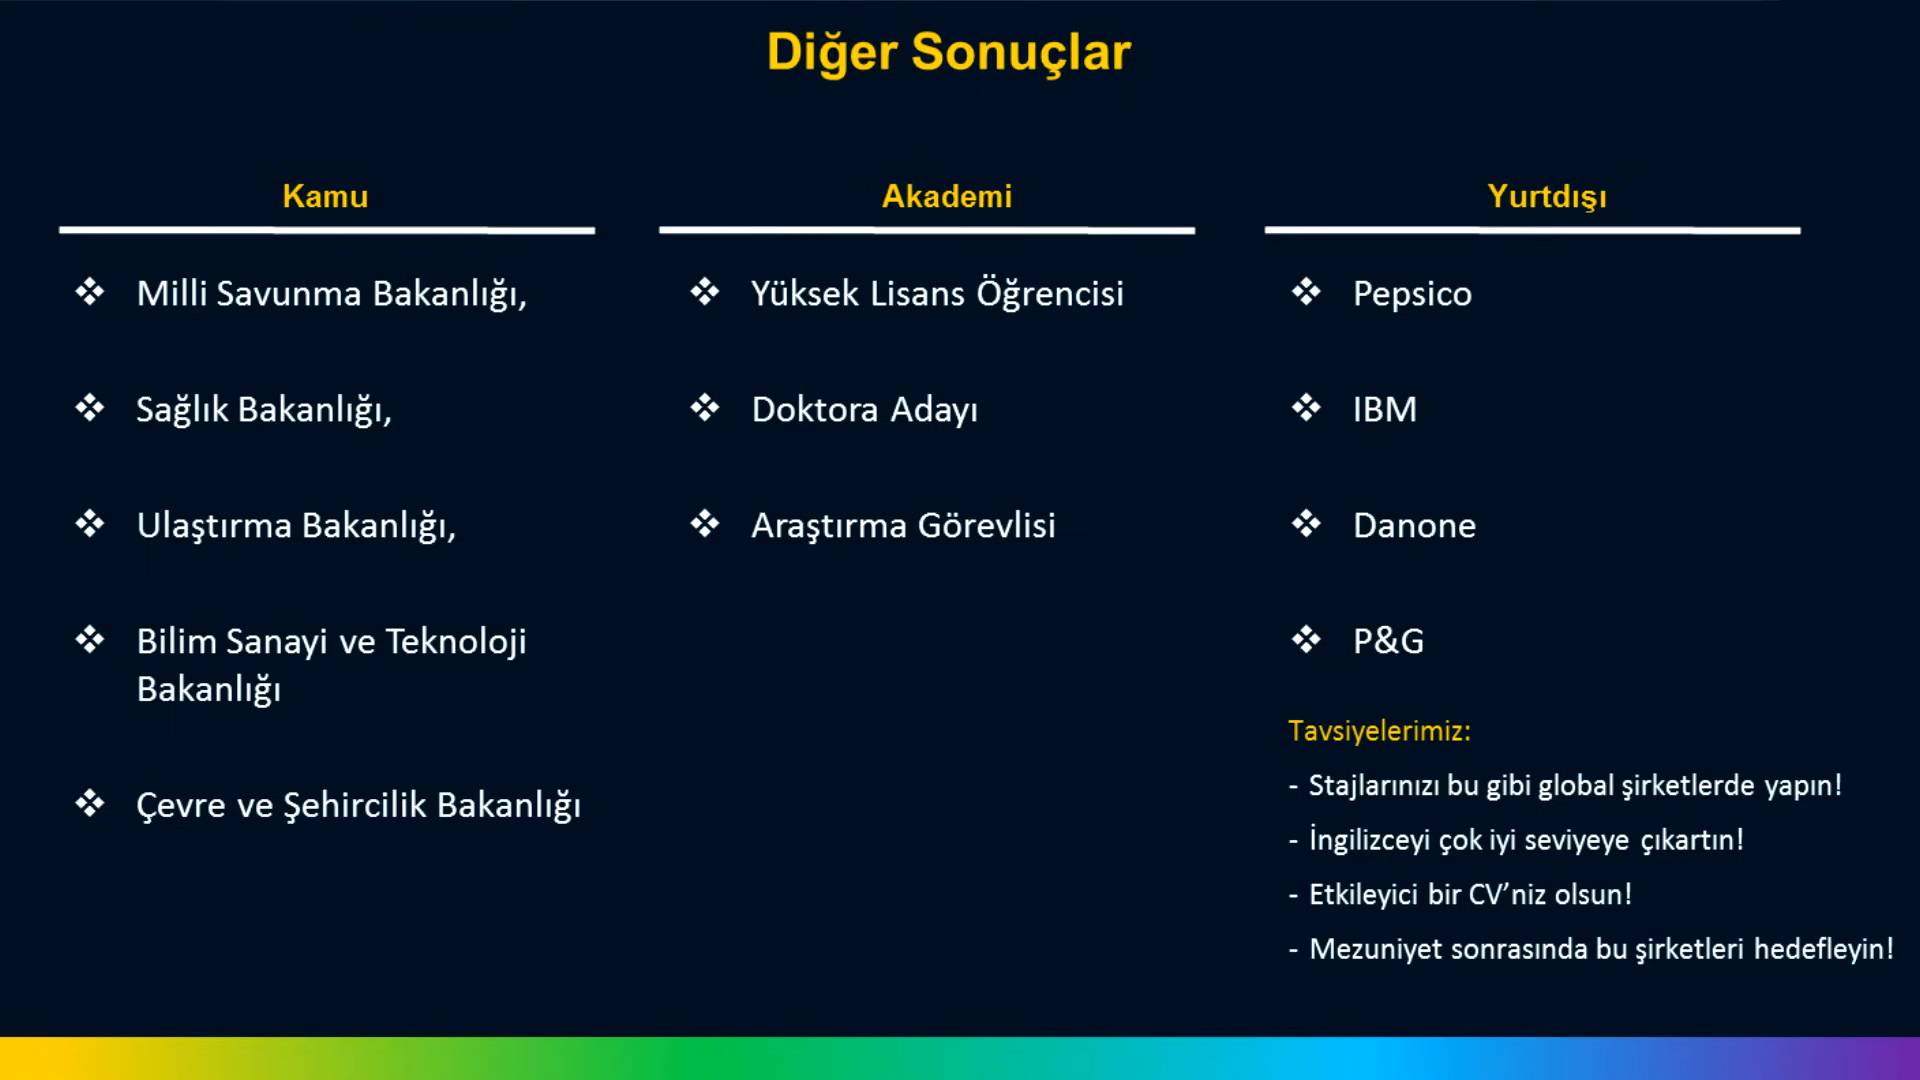 Diğer Sonuçlar
Kamu
❖ Milli Savunma Bakanlığı,
❖ Sağlık Bakanlığı,
❖ Ulaştırma Bakanlığı,
❖ Bilim Sanayi ve Teknoloji
Bakanlığı
❖ Çevre ve Şehircilik Bakanlığı
Akademi
❖ Yüksek Lisans Öğrencisi
❖ Doktora Adayı
❖ Araştırma Görevlisi
Yurtdışı
❖ Pepsico
❖ IBM
❖ Danone
❖ P&G
Tavsiyelerimiz:
- Stajlarınızı bu gibi global şirketlerde yapın!
- İngilizceyi çok iyi seviyeye çıkartın!
- Etkileyici bir CV’niz olsun!
- Mezuniyet sonrasında bu şirketleri hedefleyin!